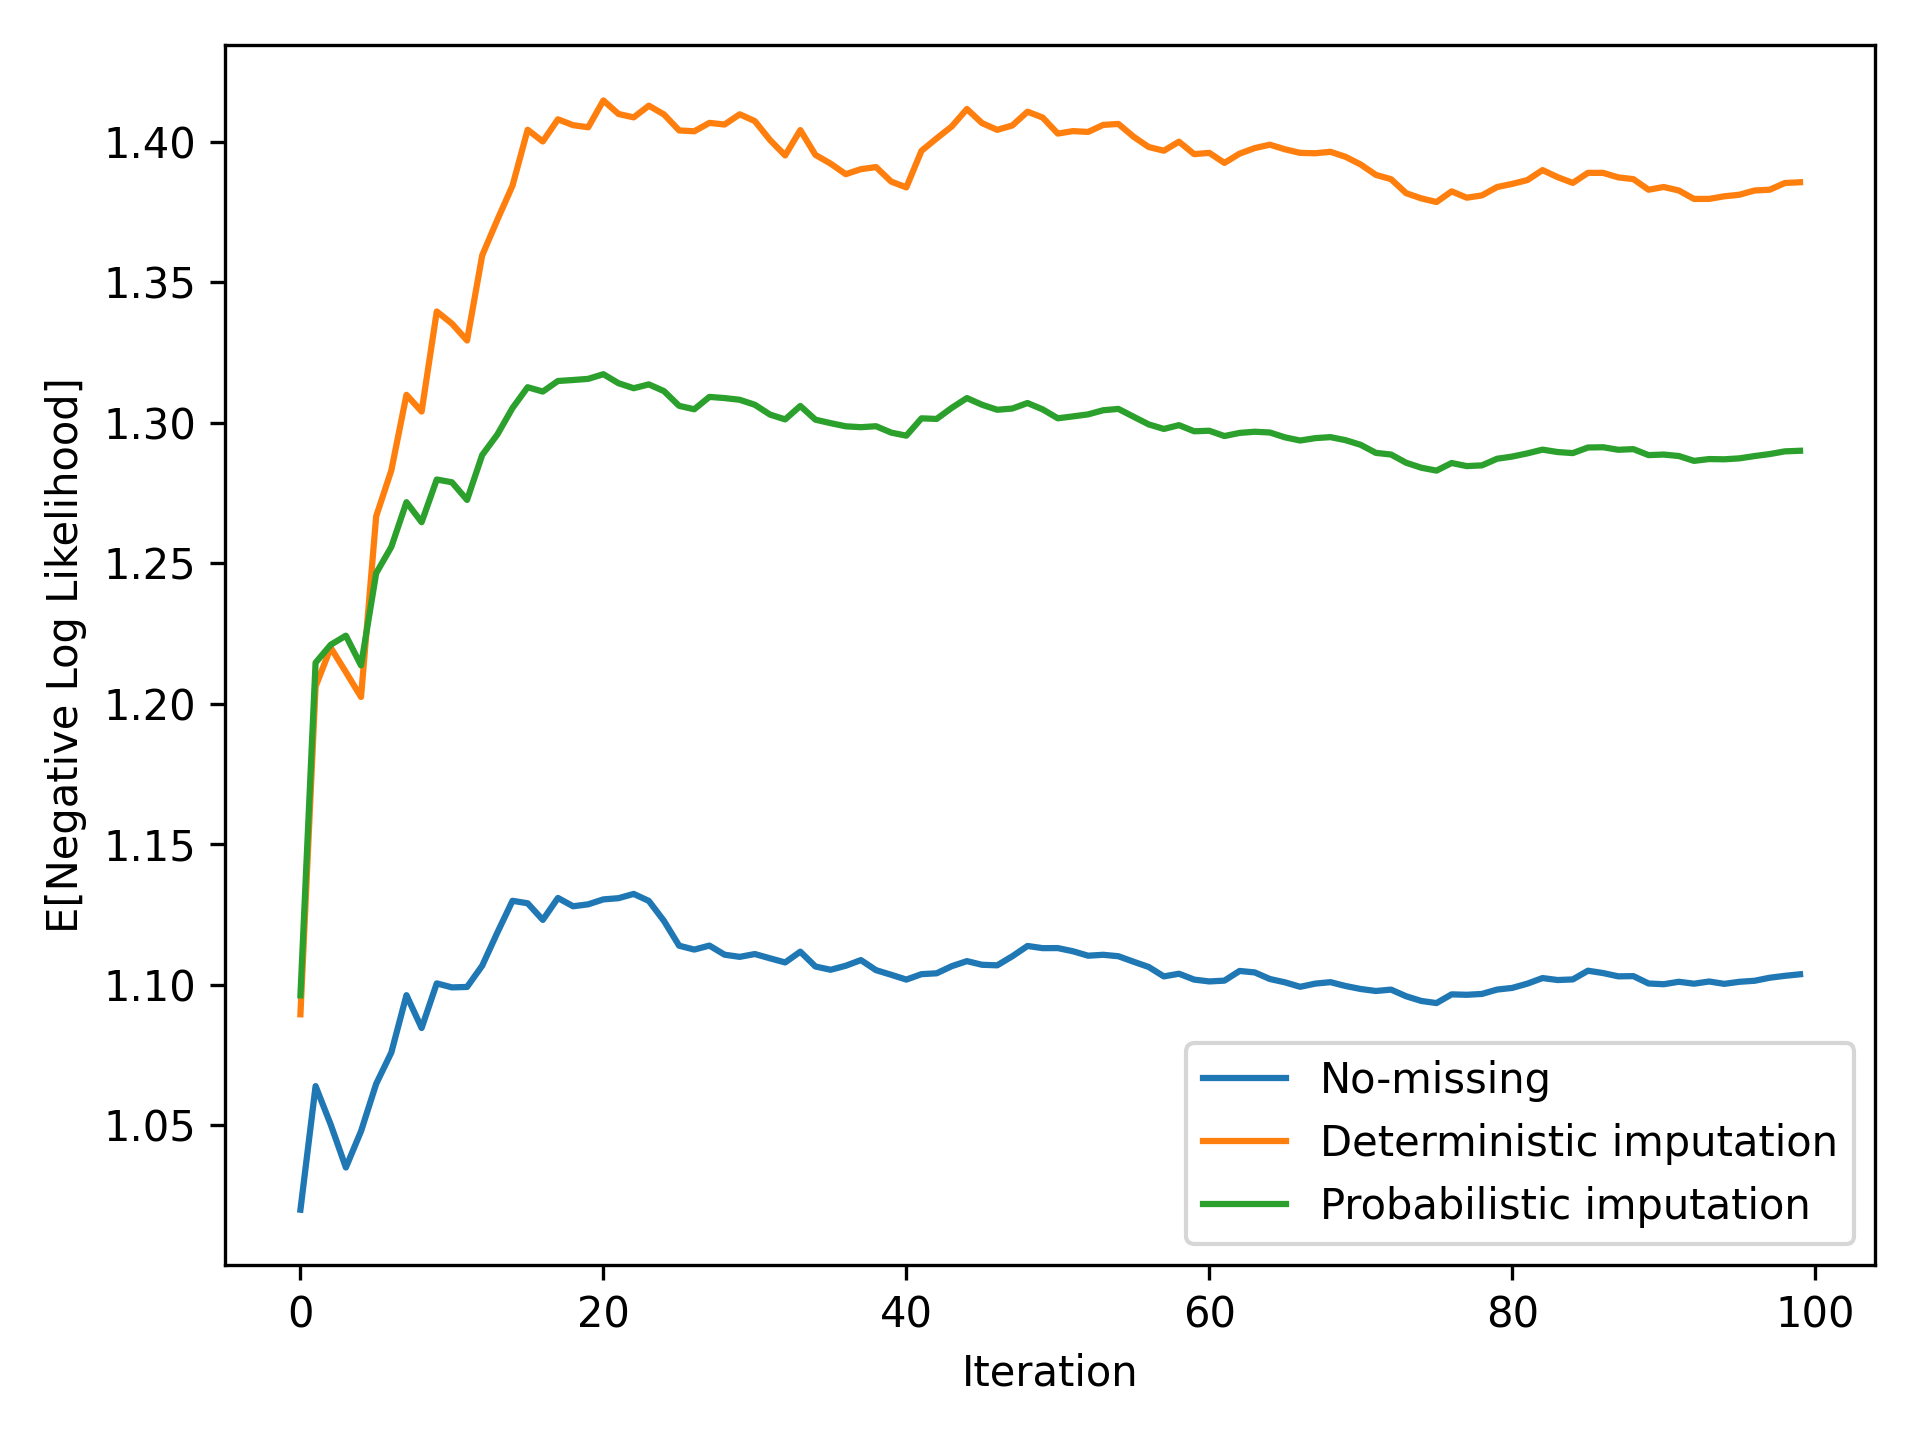 E[Negative Log Likelihood]
1.40
1.35
1.30
1.25
1.20
1.15
1.10
1.05
No-missing
Deterministic imputation
Probabilistic imputation
0 20 40 60 80 100
Iteration